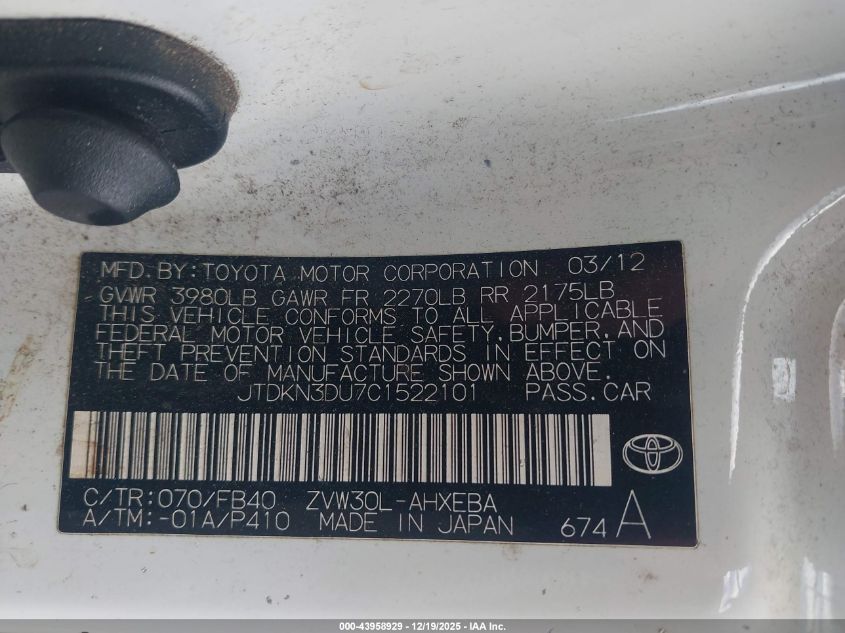 MFD.BY:TOYOTA MOTOR CORPORATION 03/12
GVWR 3980LB GAWR FR 2270LB RR 2175LB
THIS VEHICLE CONFORMS TO ALL APPLICABLE
FEDERAL MOTOR VEHICLE SAFETY,BUMPER,AND
THEFT PREVENTION STANDARDS IN EFFECT ON
THE DATE OF MANUFACTURE SHOWN ABOVE.
JTDKN3DU7C1522101 PASS.CAR
C/TR:070/FB40 ZVW30L-AHXEBA
A/TM:-01A/P410 MADE IN JAPAN 674A
000-43958929 - 12/19/2025 - IAA Inc.